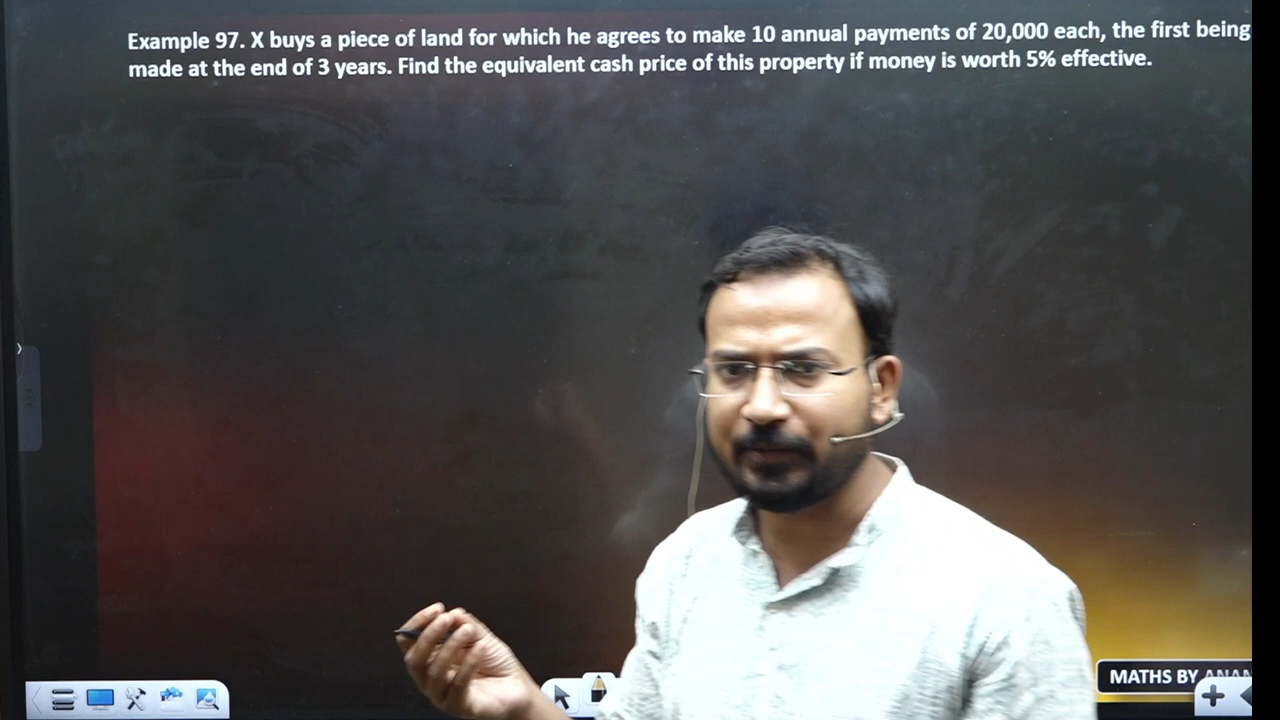 Example 97. X buys a piece of land for which he agrees to make 10 annual payments of 20,000 each, the first being
made at the end of 3 years. Find the equivalent cash price of this property if money is worth 5% effective.
MATHS BY